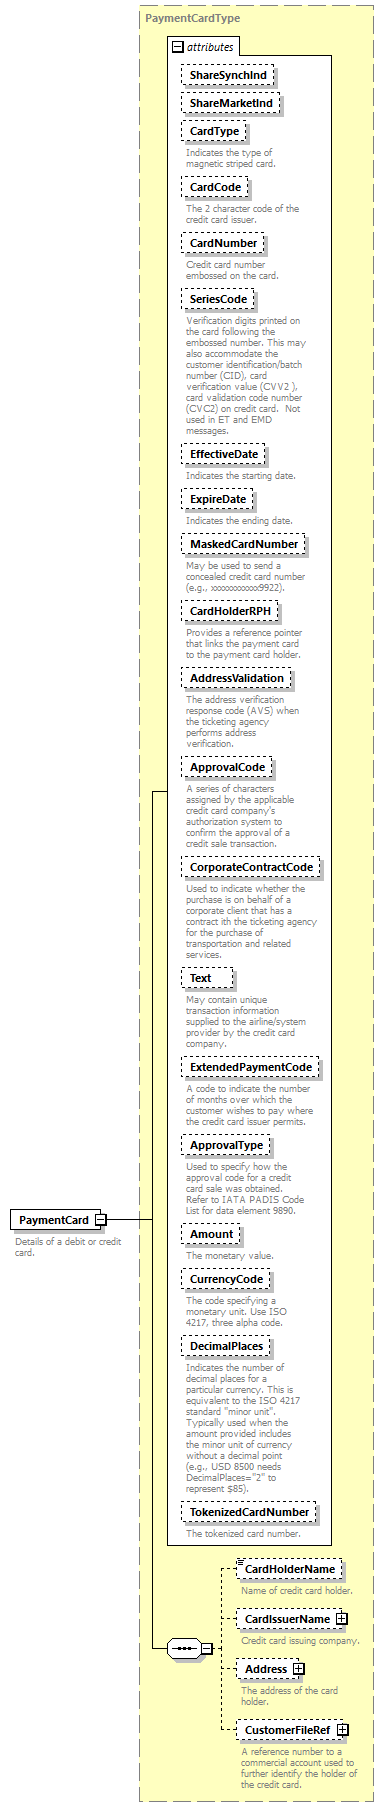 PaymentCardType
attributes
ShareSynchInd
ShareMarketInd
CardType
Indicates the type of
magnetic striped card.
CardCode
The 2 character code of the
credit card issuer.
CardNumber
Credit card number
embossed on the card.
SeriesCode
Verification digits printed on
the card following the
embossed number. This may
also accommodate the
customer identification/batch
number (CID), card
verification value (CVV2 ),
card validation code number
(CVC2) on credit card.  Not
used in ET and EMD
messages.
EffectiveDate
Indicates the starting date.
ExpireDate
Indicates the ending date.
MaskedCardNumber
May be used to send a
concealed credit card number
(e.g., xxxxxxxxxxxx9922).
CardHolderRPH
Provides a reference pointer
that links the payment card
to the payment card holder.
AddressValidation
The address verification
response code (AVS) when
the ticketing agency
performs address
verification.
ApprovalCode
A series of characters
assigned by the applicable
credit card company's
authorization system to
confirm the approval of a
credit sale transaction.
CorporateContractCode
Used to indicate whether the
purchase is on behalf of a
corporate client that has a
contract ith the ticketing agency
for the purchase of
transportation and related
services.
Text
May contain unique
transaction information
supplied to the airline/system
provider by the credit card
company.
ExtendedPaymentCode
A code to indicate the number
of months over which the
customer wishes to pay where
the credit card issuer permits.
ApprovalType
Used to specify how the
approval code for a credit
card sale was obtained.
Refer to IATA PADIS Code
List for data element 9890.
PaymentCard
Details of a debit or credit
card.
Amount
The monetary value.
CurrencyCode
The code specifying a
monetary unit. Use ISO
4217, three alpha code.
DecimalPlaces
Indicates the number of
decimal places for a
particular currency. This is
equivalent to the ISO 4217
standard "minor unit".
Typically used when the
amount provided includes
the minor unit of currency
without a decimal point
(e.g., USD 8500 needs
DecimalPlaces="2" to
represent $85).
TokenizedCardNumber
The tokenized card number.
CardHolderName
Name of credit card holder.
CardIssuerName
Credit card issuing company.
Address
The address of the card
holder.
CustomerFileRef
A reference number to a
commercial account used to
further identify the holder of
the credit card.